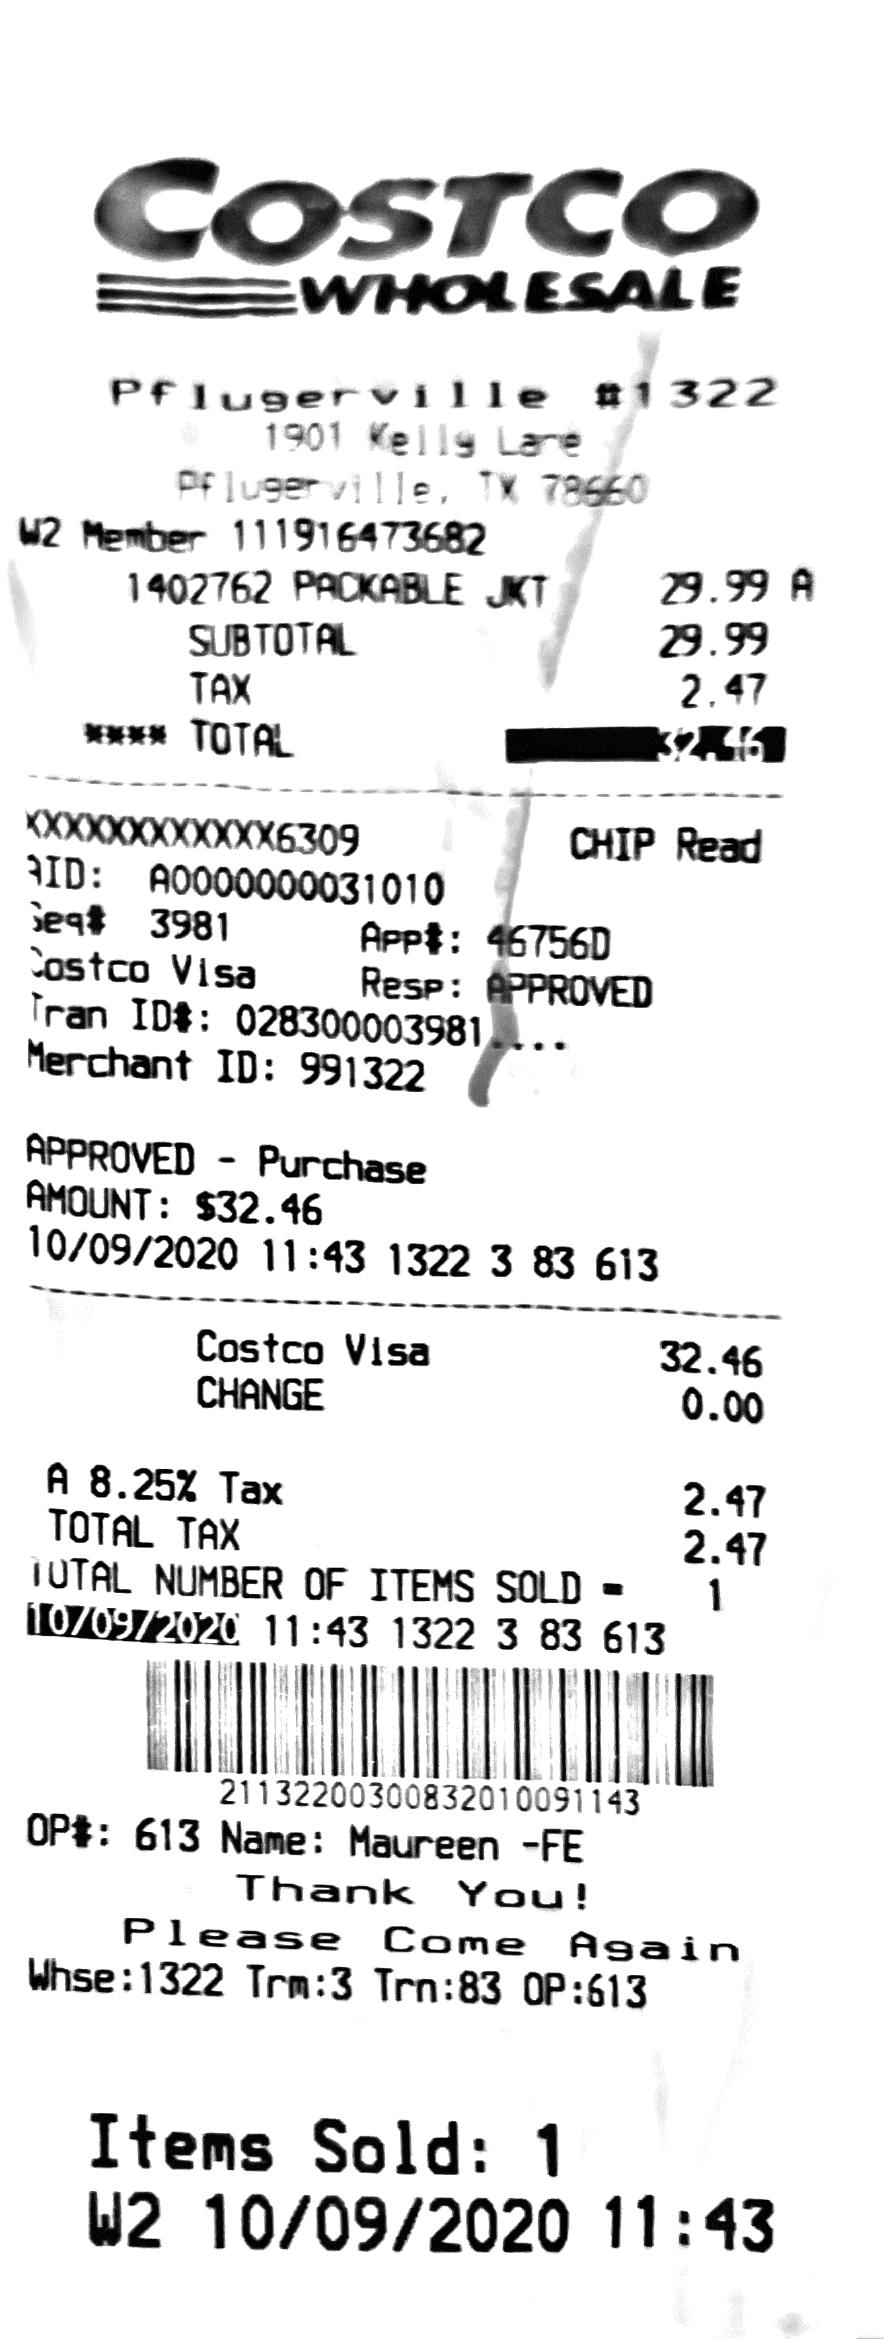 COSTCO
WHOLESALE
Pflugerville #1322
1901 Kelly Lane
Pflugerville, TX 78660
W2 Member 111916473682
1402762 PACKABLE JKT 29.99 A
SUBTOTAL 29.99
TAX 2.47
**** TOTAL 32.46
XXXXXXXXXXXX6309 CHIP Read
AID: A0000000031010
Seq# 3981 App#: 46756D
Costco Visa Resp: APPROVED
Tran ID#: 028300003981....
Merchant ID: 991322
APPROVED - Purchase
AMOUNT: $32.46
10/09/2020 11:43 1322 3 83 613
Costco Visa 32.46
CHANGE 0.00
A 8.25% Tax 2.47
TOTAL TAX 2.47
TOTAL NUMBER OF ITEMS SOLD = 1
10/09/2020 11:43 1322 3 83 613
21132200300832010091143
OP#: 613 Name: Maureen -FE
Thank You!
Please Come Again
Whse:1322 Trm:3 Trn:83 OP:613
Items Sold: 1
W2 10/09/2020 11:43